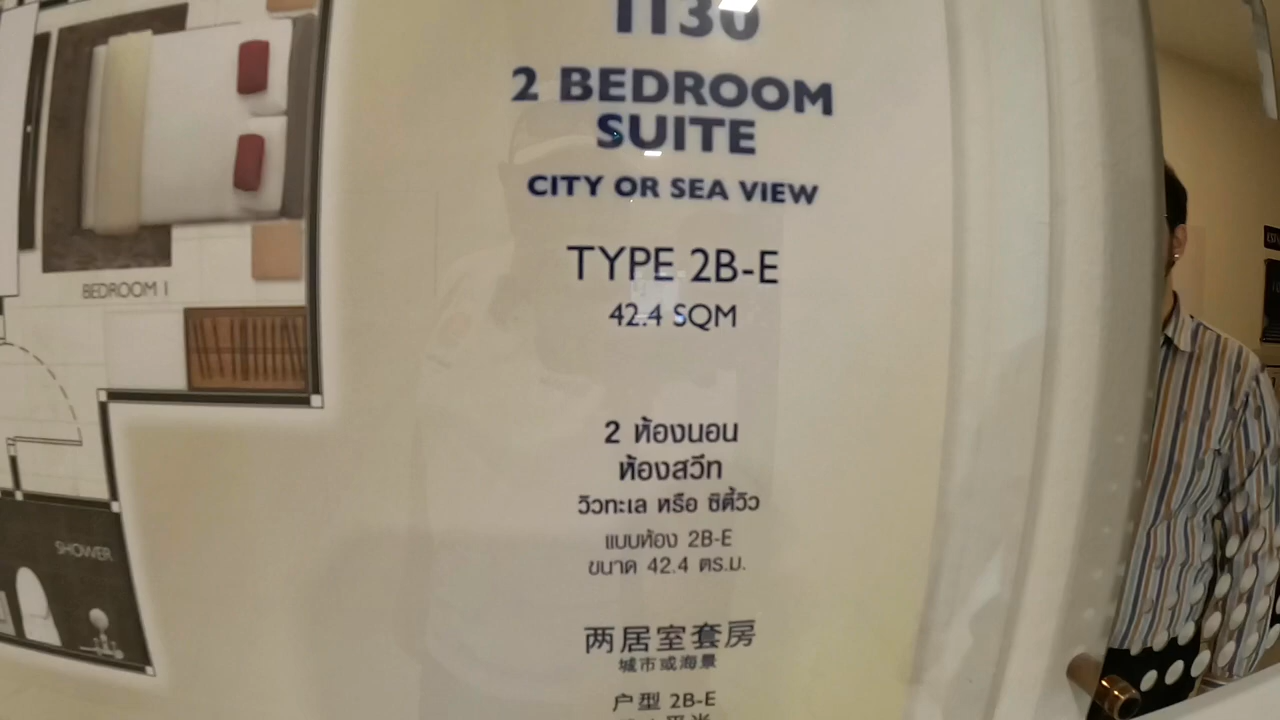 1130
2 BEDROOM
SUITE
CITY OR SEA VIEW
TYPE 2B-E
42.4 SQM
2 ห้องนอน
ห้องสวีท
วิวทะเล หรือ ซิตี้วิว
แบบห้อง 2B-E
ขนาด 42.4 ตร.ม.
两居室套房
城市或海景
户型 2B-E
BEDROOM 1
SHOWER